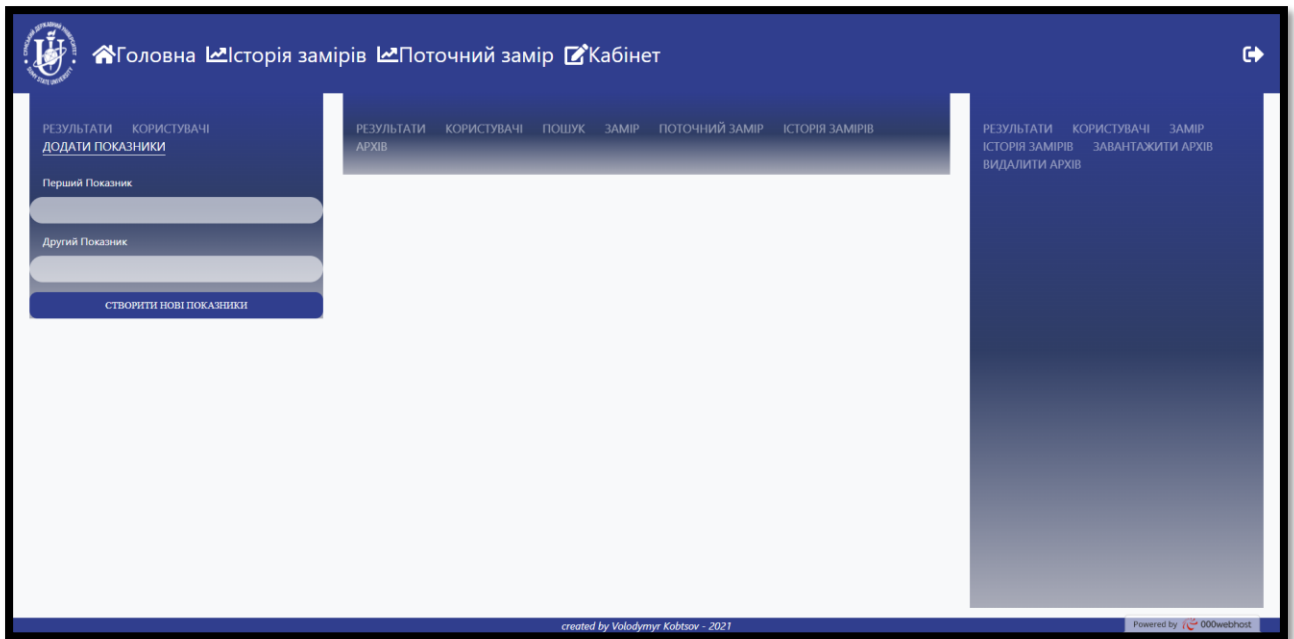 Головна Історія замірів Поточний замір Кабінет
РЕЗУЛЬТАТИ КОРИСТУВАЧІ
ДОДАТИ ПОКАЗНИКИ
Перший Показник
Другий Показник
СТВОРИТИ НОВІ ПОКАЗНИКИ
РЕЗУЛЬТАТИ КОРИСТУВАЧІ ПОШУК ЗАМІР ПОТОЧНИЙ ЗАМІР ІСТОРІЯ ЗАМІРІВ
АРХІВ
РЕЗУЛЬТАТИ КОРИСТУВАЧІ ЗАМІР
ІСТОРІЯ ЗАМІРІВ ЗАВАНТАЖИТИ АРХІВ
ВИДАЛИТИ АРХІВ
created by Volodymyr Kobtsov - 2021
Powered by 000webhost